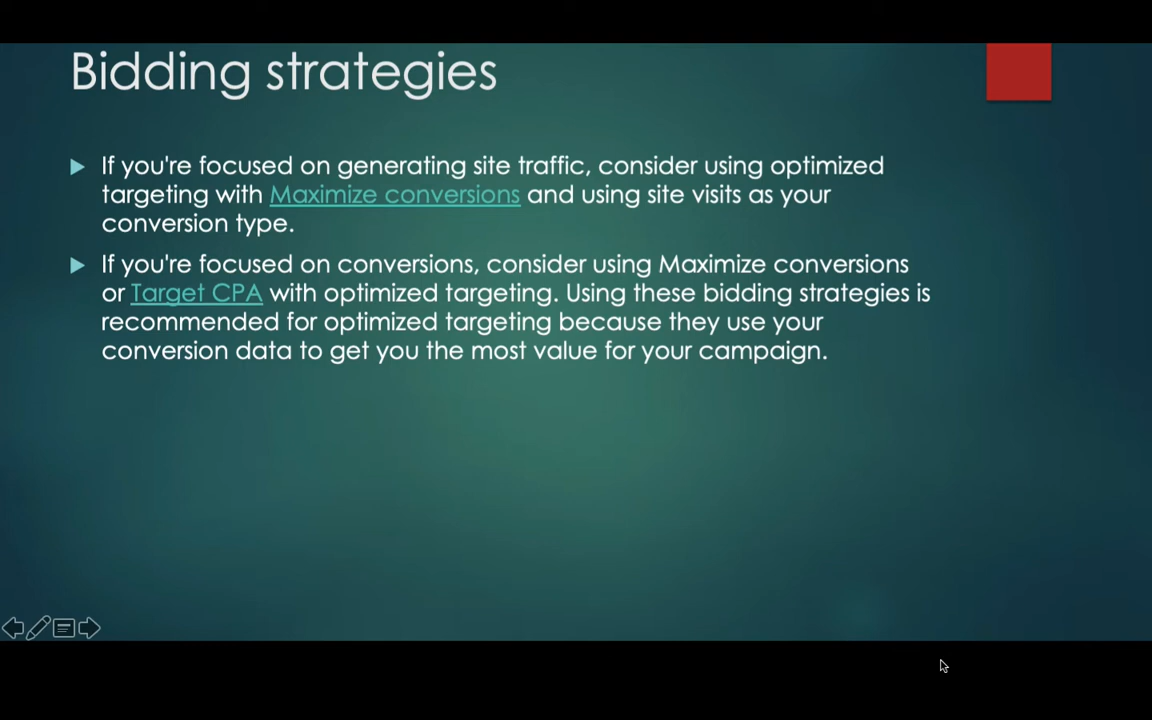 Bidding strategies
If you're focused on generating site traffic, consider using optimized
targeting with Maximize conversions and using site visits as your
conversion type.
If you're focused on conversions, consider using Maximize conversions
or Target CPA with optimized targeting. Using these bidding strategies is
recommended for optimized targeting because they use your
conversion data to get you the most value for your campaign.